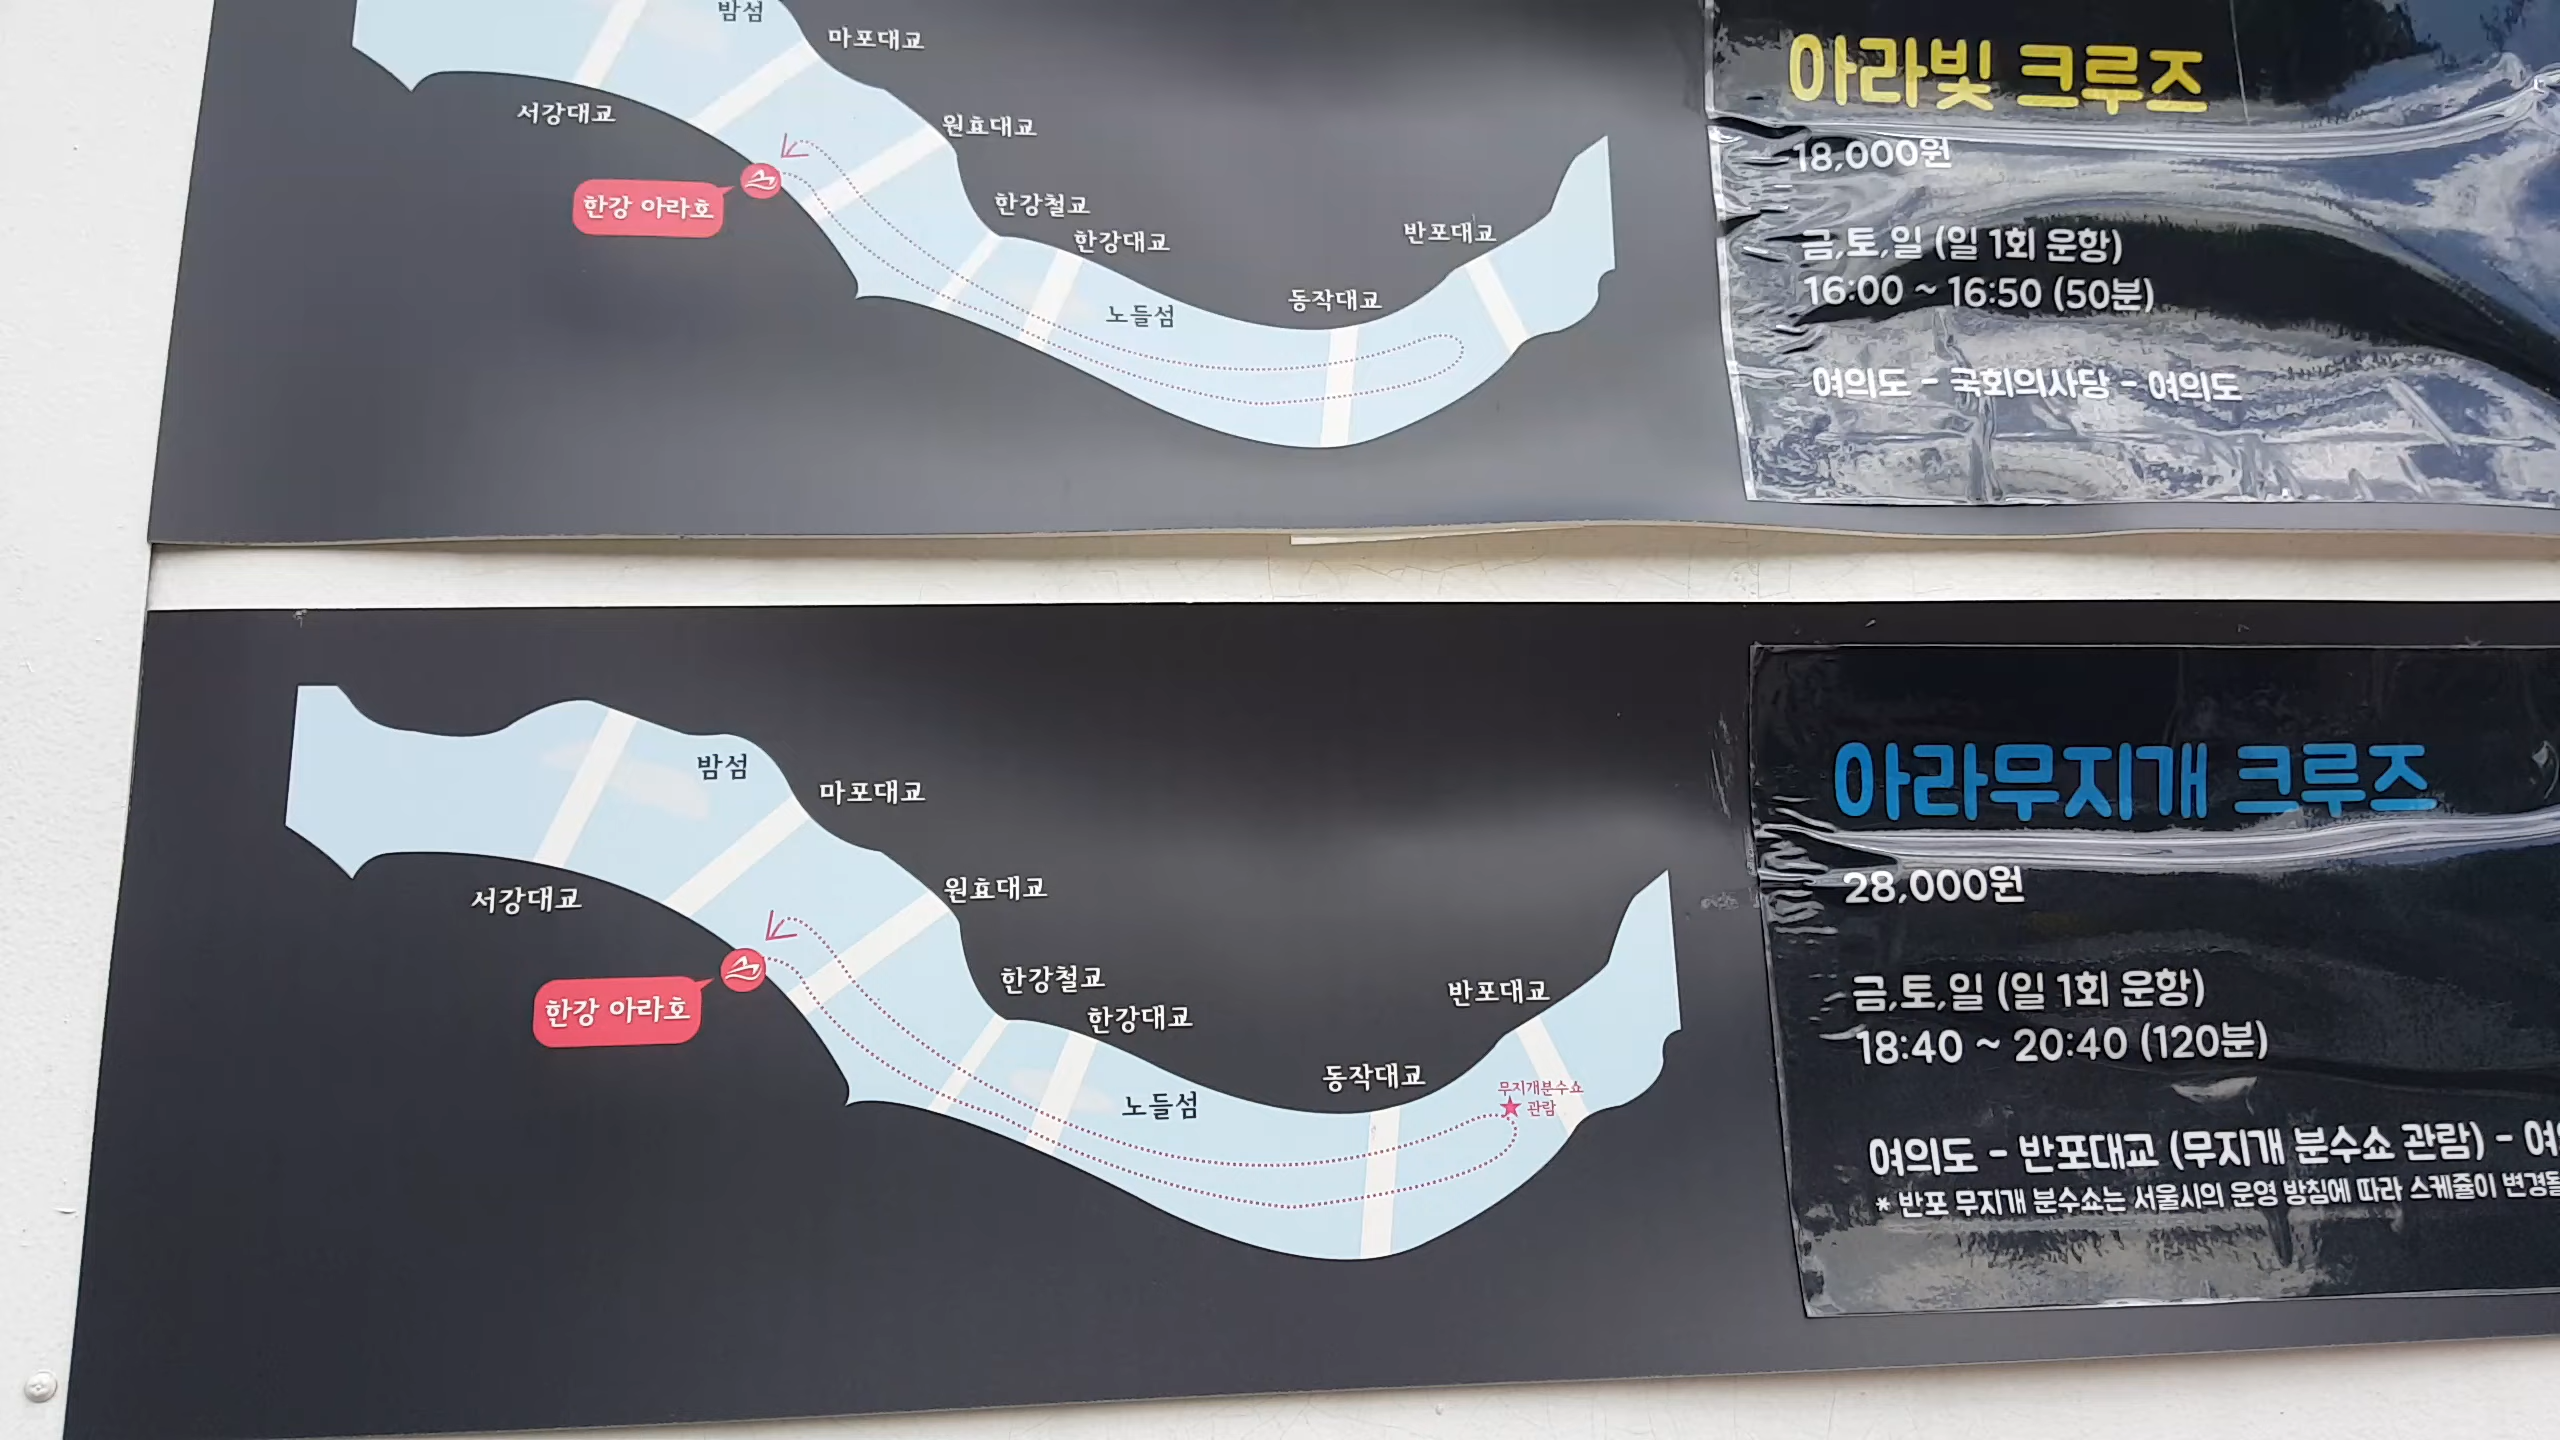 밤섬
마포대교
서강대교
원효대교
한강 아라호
한강철교
한강대교
노들섬
동작대교
반포대교
아라빛 크루즈
18,000원
금,토,일 (일 1회 운항)
16:00 ~ 16:50 (50분)
여의도 - 국회의사당 - 여의도
밤섬
마포대교
서강대교
원효대교
한강 아라호
한강철교
한강대교
노들섬
동작대교
반포대교
무지개분수쇼
관람
아라무지개 크루즈
28,000원
금,토,일 (일 1회 운항)
18:40 ~ 20:40 (120분)
여의도 - 반포대교 (무지개 분수쇼 관람) -
* 반포 무지개 분수쇼는 서울시의 운영 방침에 따라 스케쥴이